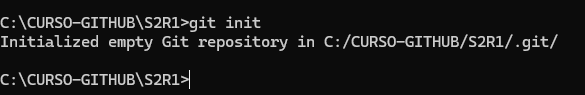 C:\CURSO-GITHUB\S2R1>git init
Initialized empty Git repository in C:/CURSO-GITHUB/S2R1/.git/
C:\CURSO-GITHUB\S2R1>